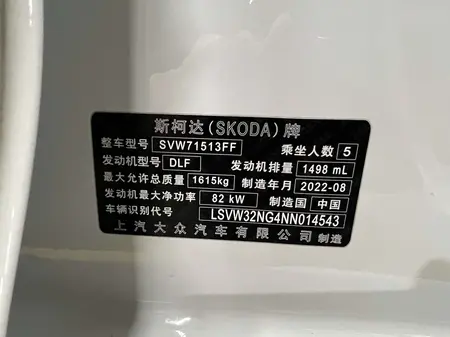 斯柯达(SKODA)牌
整车型号 SVW71513FF 乘坐人数 5
发动机型号 DLF 发动机排量 1498 mL
最大允许总质量 1615kg 制造年月 2022-08
发动机最大净功率 82 kW 制造国 中国
车辆识别代号 LSVW32NG4NN014543
上汽大众汽车有限公司 制造